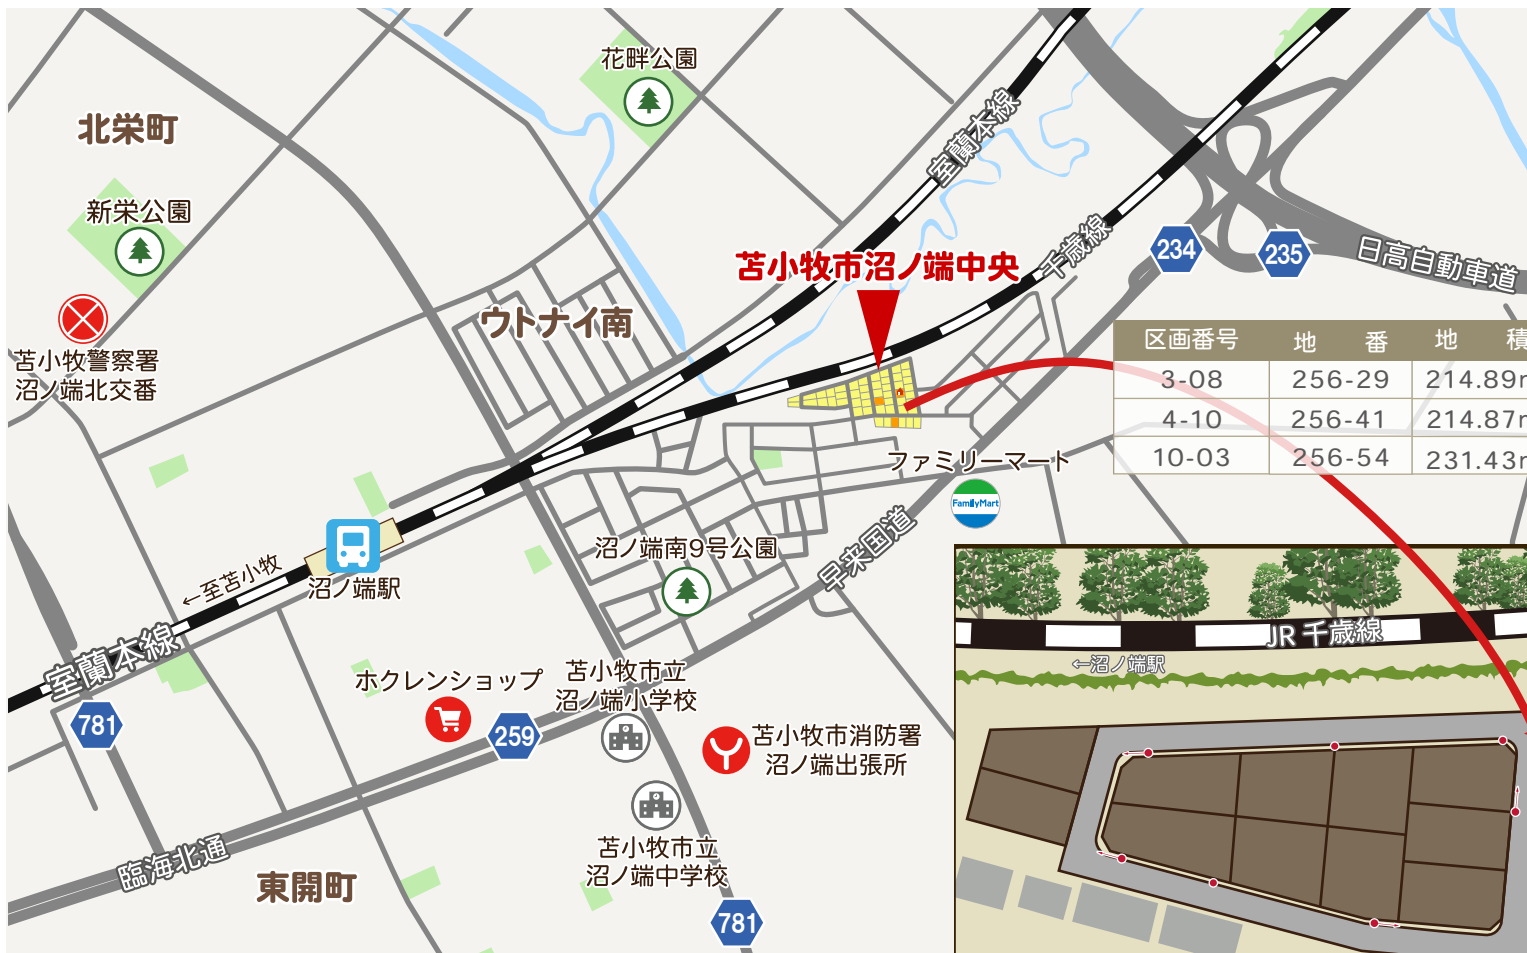 花畔公園
北栄町
室蘭本線
新栄公園
千歳線
234
235
日高自動車道
苫小牧市沼ノ端中央
ウトナイ南
苫小牧警察署
沼ノ端北交番
区画番号 地 番 地 積
3-08 256-29 214.89
4-10 256-41 214.87
10-03 256-54 231.43
ファミリーマート
FamilyMart
早来国道
沼ノ端南9号公園
←至苫小牧
沼ノ端駅
室蘭本線
JR 千歳線
←沼ノ端駅
ホクレンショップ
苫小牧市立
沼ノ端小学校
781
259
苫小牧市消防署
沼ノ端出張所
臨海北通
苫小牧市立
沼ノ端中学校
東開町
781